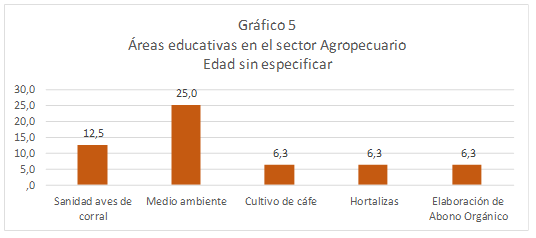 Gráfico 5
Áreas educativas en el sector Agropecuario
Edad sin especificar
30,0
25,0
20,0
15,0
10,0
5,0
,0
12,5
25,0
6,3
6,3
6,3
Sanidad aves de
corral
Medio ambiente
Cultivo de cáfe
Hortalizas
Elaboración de
Abono Orgánico